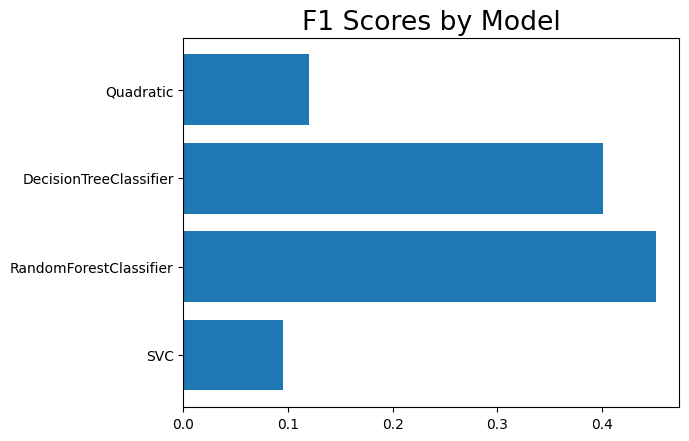 F1 Scores by Model
Quadratic
DecisionTreeClassifier
RandomForestClassifier
SVC
0.0 0.1 0.2 0.3 0.4